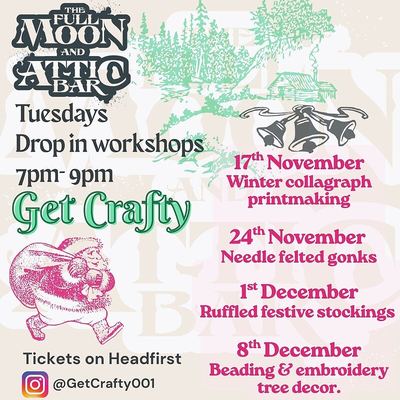 THE
FULL
MOON
AND
ATTIC
BAR
Tuesdays
Drop in workshops
7pm- 9pm
Get Crafty
Tickets on Headfirst
@GetCrafty001
17th November
Winter collagraph
printmaking
24th November
Needle felted gonks
1st December
Ruffled festive stockings
8th December
Beading & embroidery
tree decor.